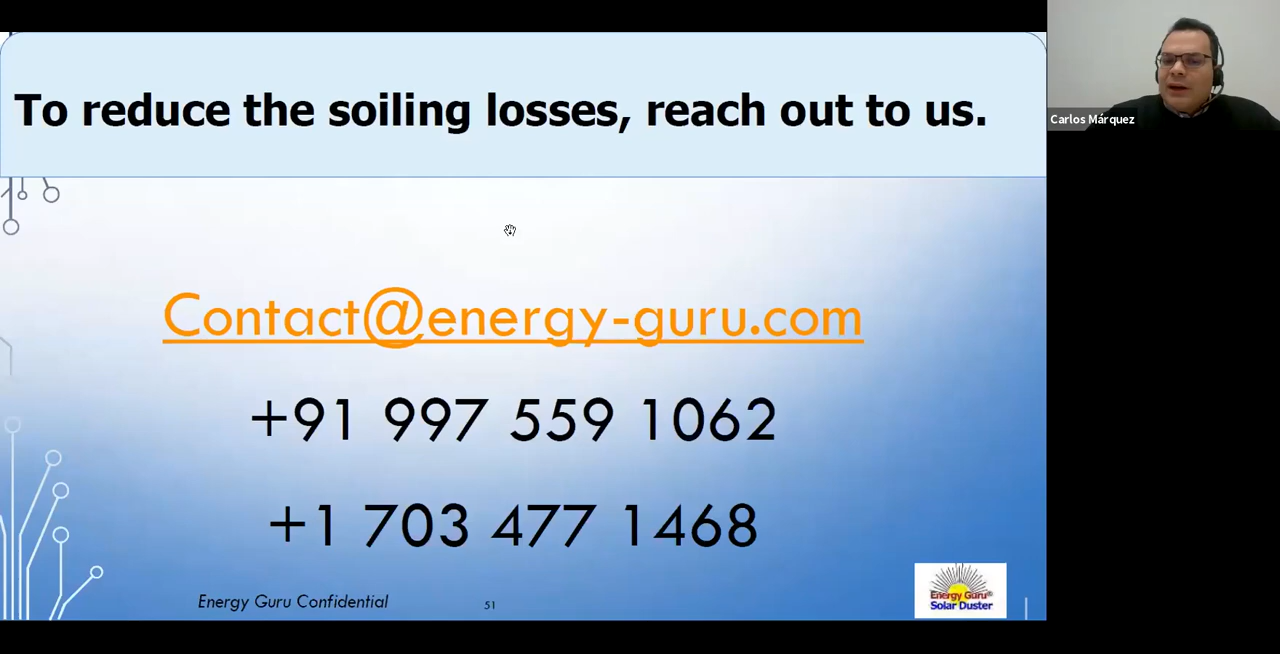 To reduce the soiling losses, reach out to us.
Carlos Márquez
Contact@energy-guru.com
+91 997 559 1062
+1 703 477 1468
Energy Guru Confidential
51
Energy Guru®
Solar Duster